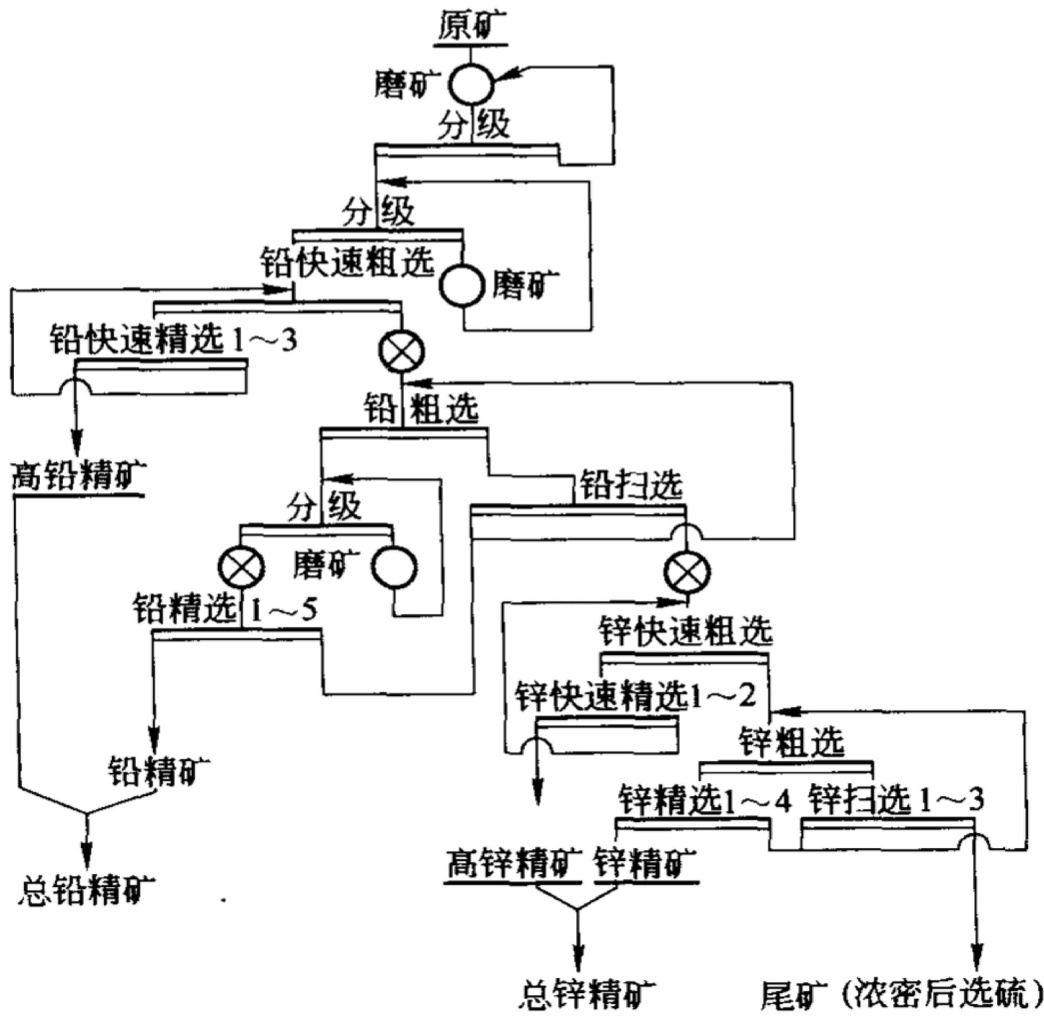 原矿
磨矿
分级
分级
铅快速粗选
磨矿
铅快速精选1～3
铅粗选
高铅精矿
铅扫选
分级
磨矿
铅精选1～5
锌快速粗选
锌快速精选1～2
锌粗选
铅精矿
锌精选1～4
锌扫选1～3
高锌精矿
锌精矿
总铅精矿
总锌精矿
尾矿(浓密后选硫)